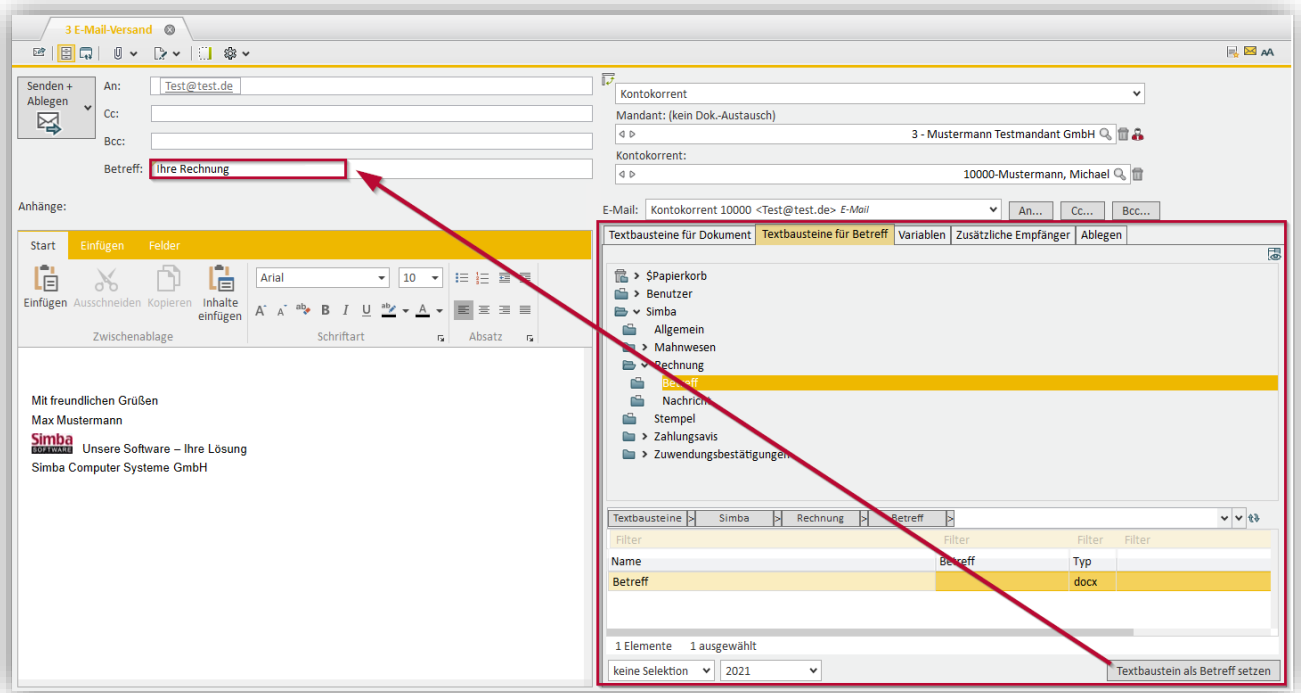 3 E-Mail-Versand
AA
Senden +
Ablegen
An: Test@test.de
Cc:
Bcc:
Betreff: Ihre Rechnung
Anhänge:
Start Einfügen Felder
Einfügen Ausschneiden Kopieren Inhalte einfügen
Arial 10
B I U A
Zwischenablage Schriftart Absatz
Mit freundlichen Grüßen
Max Mustermann
Simba
SOFTWARE Unsere Software – Ihre Lösung
Simba Computer Systeme GmbH
Kontokorrent
Mandant: (kein Dok.-Austausch)
3 - Mustermann Testmandant GmbH
Kontokorrent:
10000-Mustermann, Michael
E-Mail: Kontokorrent 10000 <Test@test.de> E-Mail An... Cc... Bcc...
Textbausteine für Dokument Textbausteine für Betreff Variablen Zusätzliche Empfänger Ablegen
$Papierkorb
Benutzer
Simba
Allgemein
Mahnwesen
Rechnung
Betreff
Nachricht
Stempel
Zahlungsavis
Zuwendungsbestätigungen
Textbausteine > Simba > Rechnung > Betreff >
Filter Filter Filter Filter
Name Betreff Typ
Betreff docx
1 Elemente 1 ausgewählt
keine Selektion 2021 Textbaustein als Betreff setzen